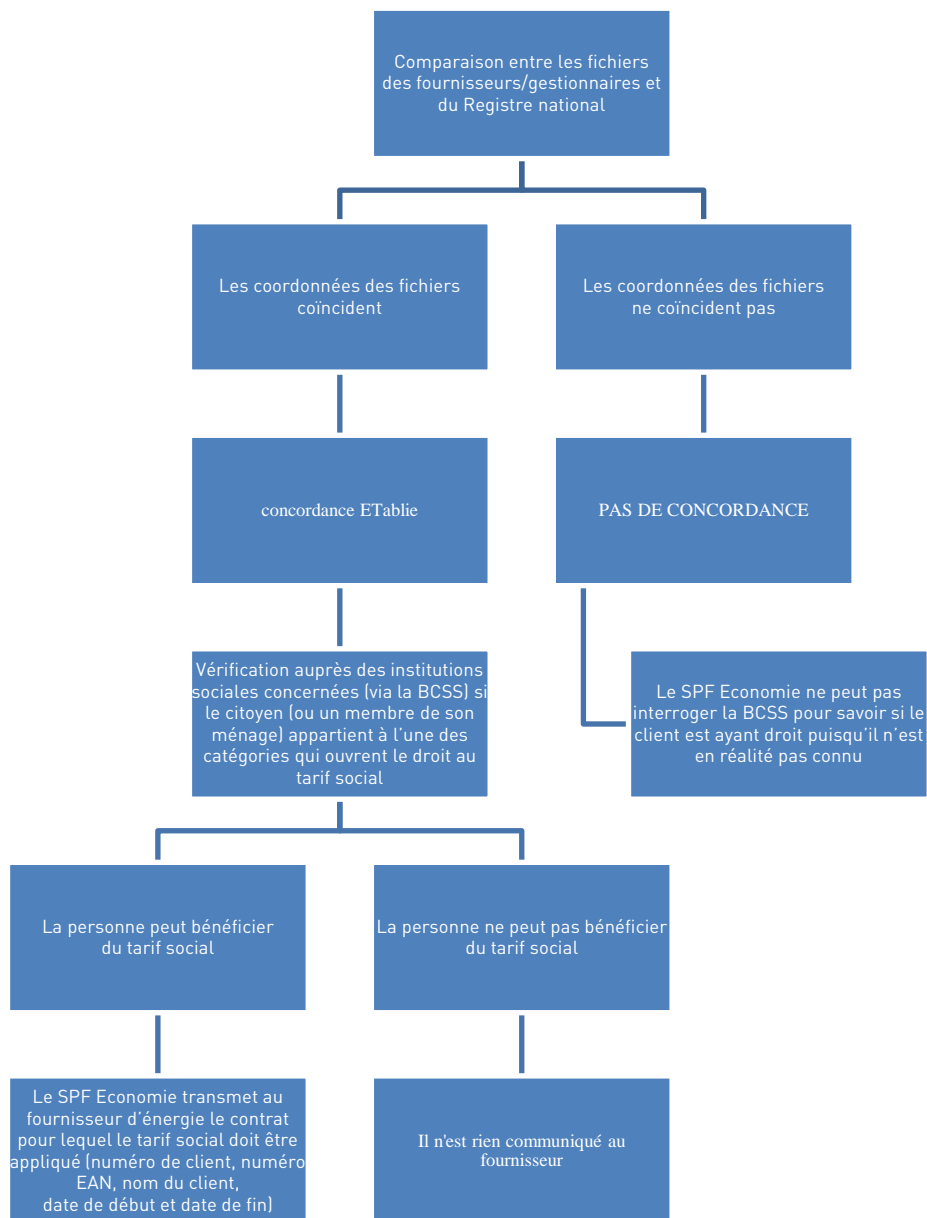 Comparaison entre les fichiers
des fournisseurs/gestionnaires et
du Registre national
Les coordonnées des fichiers
coïncident
Les coordonnées des fichiers
ne coïncident pas
concordance ETablie
PAS DE CONCORDANCE
Vérification auprès des institutions
sociales concernées (via la BCSS) si
le citoyen (ou un membre de son
ménage) appartient à l'une des
catégories qui ouvrent le droit au
tarif social
Le SPF Economie ne peut pas
interroger la BCSS pour savoir si le
client est ayant droit puisqu'il n'est
en réalité pas connu
La personne peut bénéficier
du tarif social
La personne ne peut pas bénéficier
du tarif social
Le SPF Economie transmet au
fournisseur d'énergie le contrat
pour lequel le tarif social doit être
appliqué (numéro de client, numéro
EAN, nom du client,
date de début et date de fin)
Il n'est rien communiqué au
fournisseur